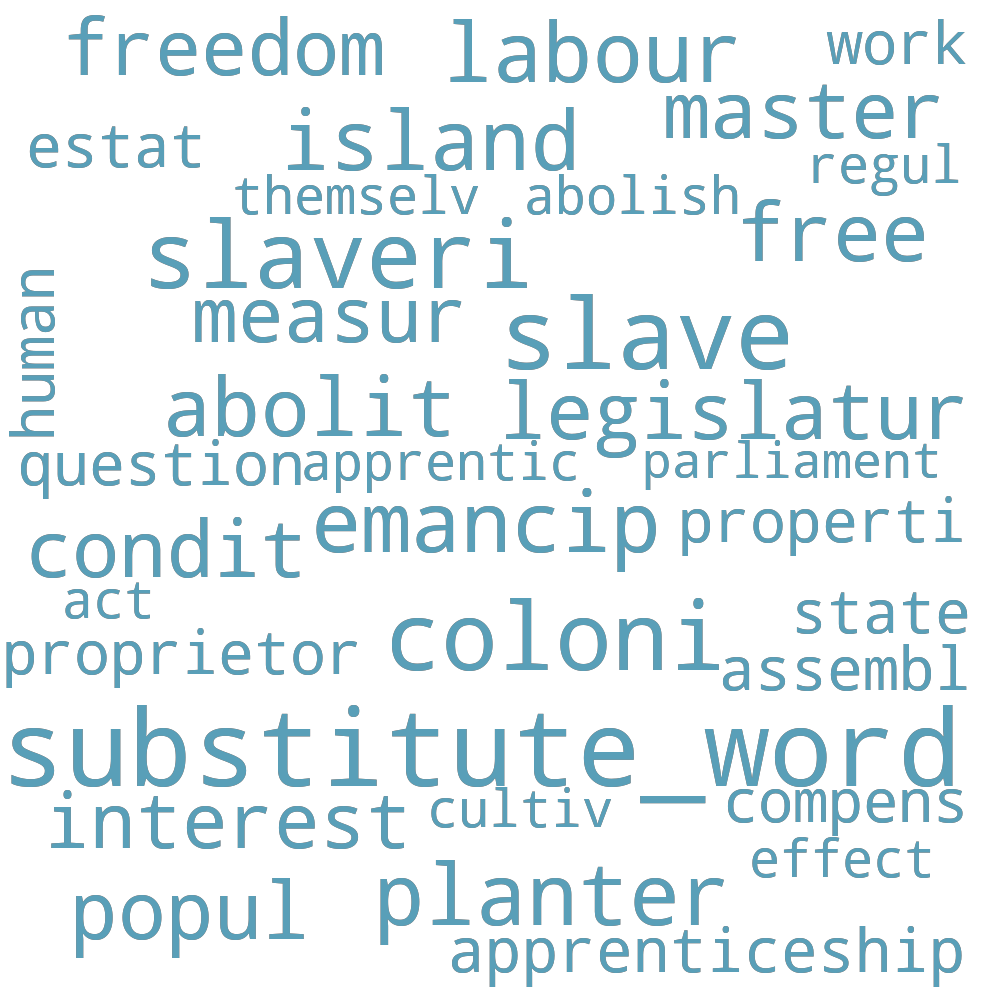 freedom labour work
estat island master
regul
themselv abolish
slaveri free
human
measur slave
abolit legislatur
question apprentic parliament
condit emancip properti
act
proprietor coloni state
assembl
substitute_word
interest cultiv compens
effect
popul planter
apprenticeship